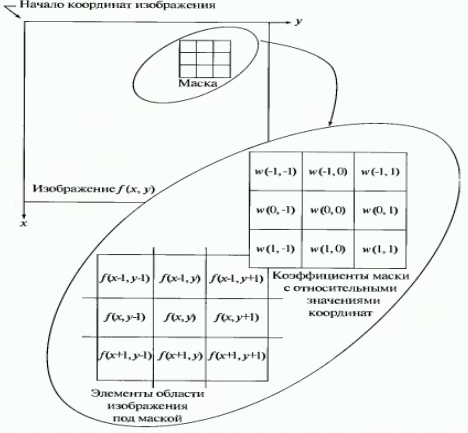 Начало координат изображения
y
Маска
Изображение f (x, y)
x
w(-1,-1) w(-1, 0) w(-1, 1)
w(0,-1) w(0, 0) w(0, 1)
w(1,-1) w(1, 0) w(1, 1)
Коэффициенты маски
с относительными
значениями
координат
f(x-1, y-1) f(x-1, y) f(x-1, y+1)
f(x, y-1) f(x, y) f(x, y+1)
f(x+1, y-1) f(x+1, y) f(x+1, y+1)
Элементы области
изображения
под маской